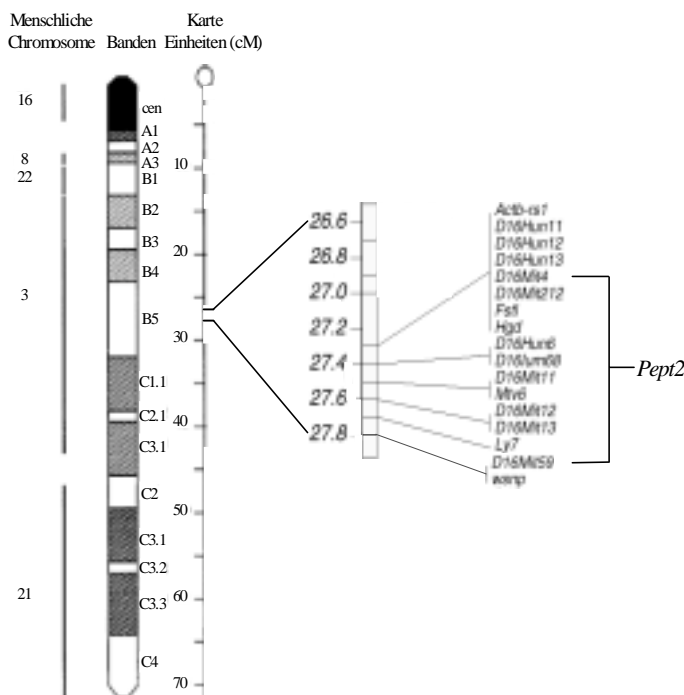 Menschliche
Chromosome
Banden
Karte
Einheiten (cM)
16
8
22
3
21
cen
A1
A2
A3
B1
B2
B3
B4
B5
C1.1
C2.1
C3.1
C2
C3.1
C3.2
C3.3
C4
10
20
30
40
50
60
70
26.6
26.8
27.0
27.2
27.4
27.6
27.8
Actb-rs1
D16Hun11
D16Hun12
D16Hun13
D16Mit4
D16Mit212
Fstl
Hgd
D16Hun6
D16Ium68
D16Mit11
Mtv6
D16Mit12
D16Mit13
Ly7
D16Mit59
Pept2